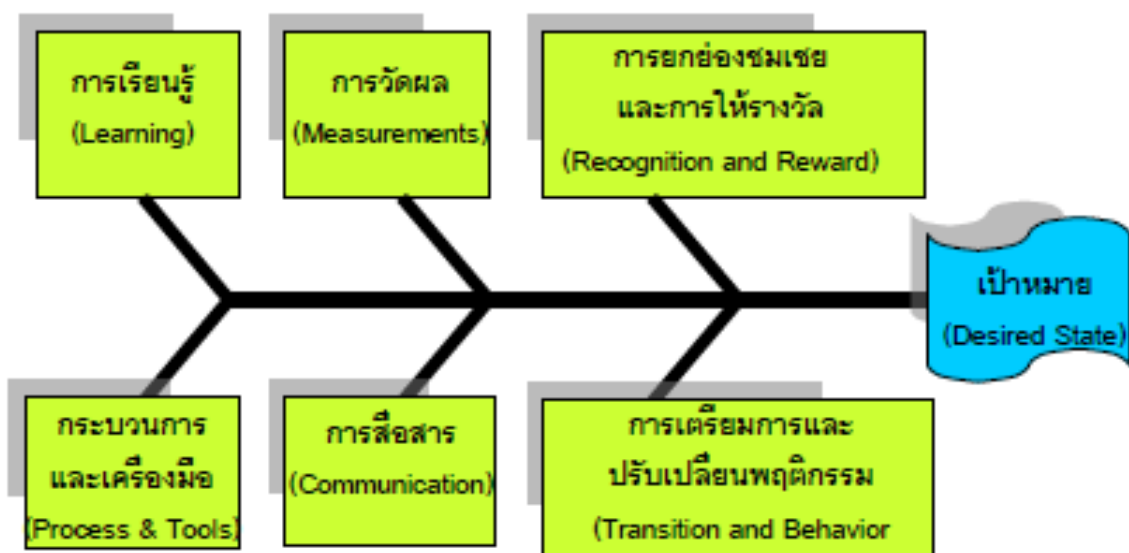 การเรียนรู้
(Learning)
การวัดผล
(Measurements)
การยกย่องชมเชย
และการให้รางวัล
(Recognition and Reward)
เป้าหมาย
(Desired State)
กระบวนการ
และเครื่องมือ
(Process & Tools)
การสื่อสาร
(Communication)
การเตรียมการและ
ปรับเปลี่ยนพฤติกรรม
(Transition and Behavior